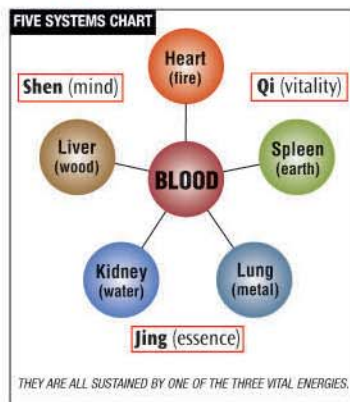 FIVE SYSTEMS CHART
Heart
(fire)
Shen (mind)
Qi (vitality)
Liver
(wood)
BLOOD
Spleen
(earth)
Kidney
(water)
Lung
(metal)
Jing (essence)
THEY ARE ALL SUSTAINED BY ONE OF THE THREE VITAL ENERGIES.